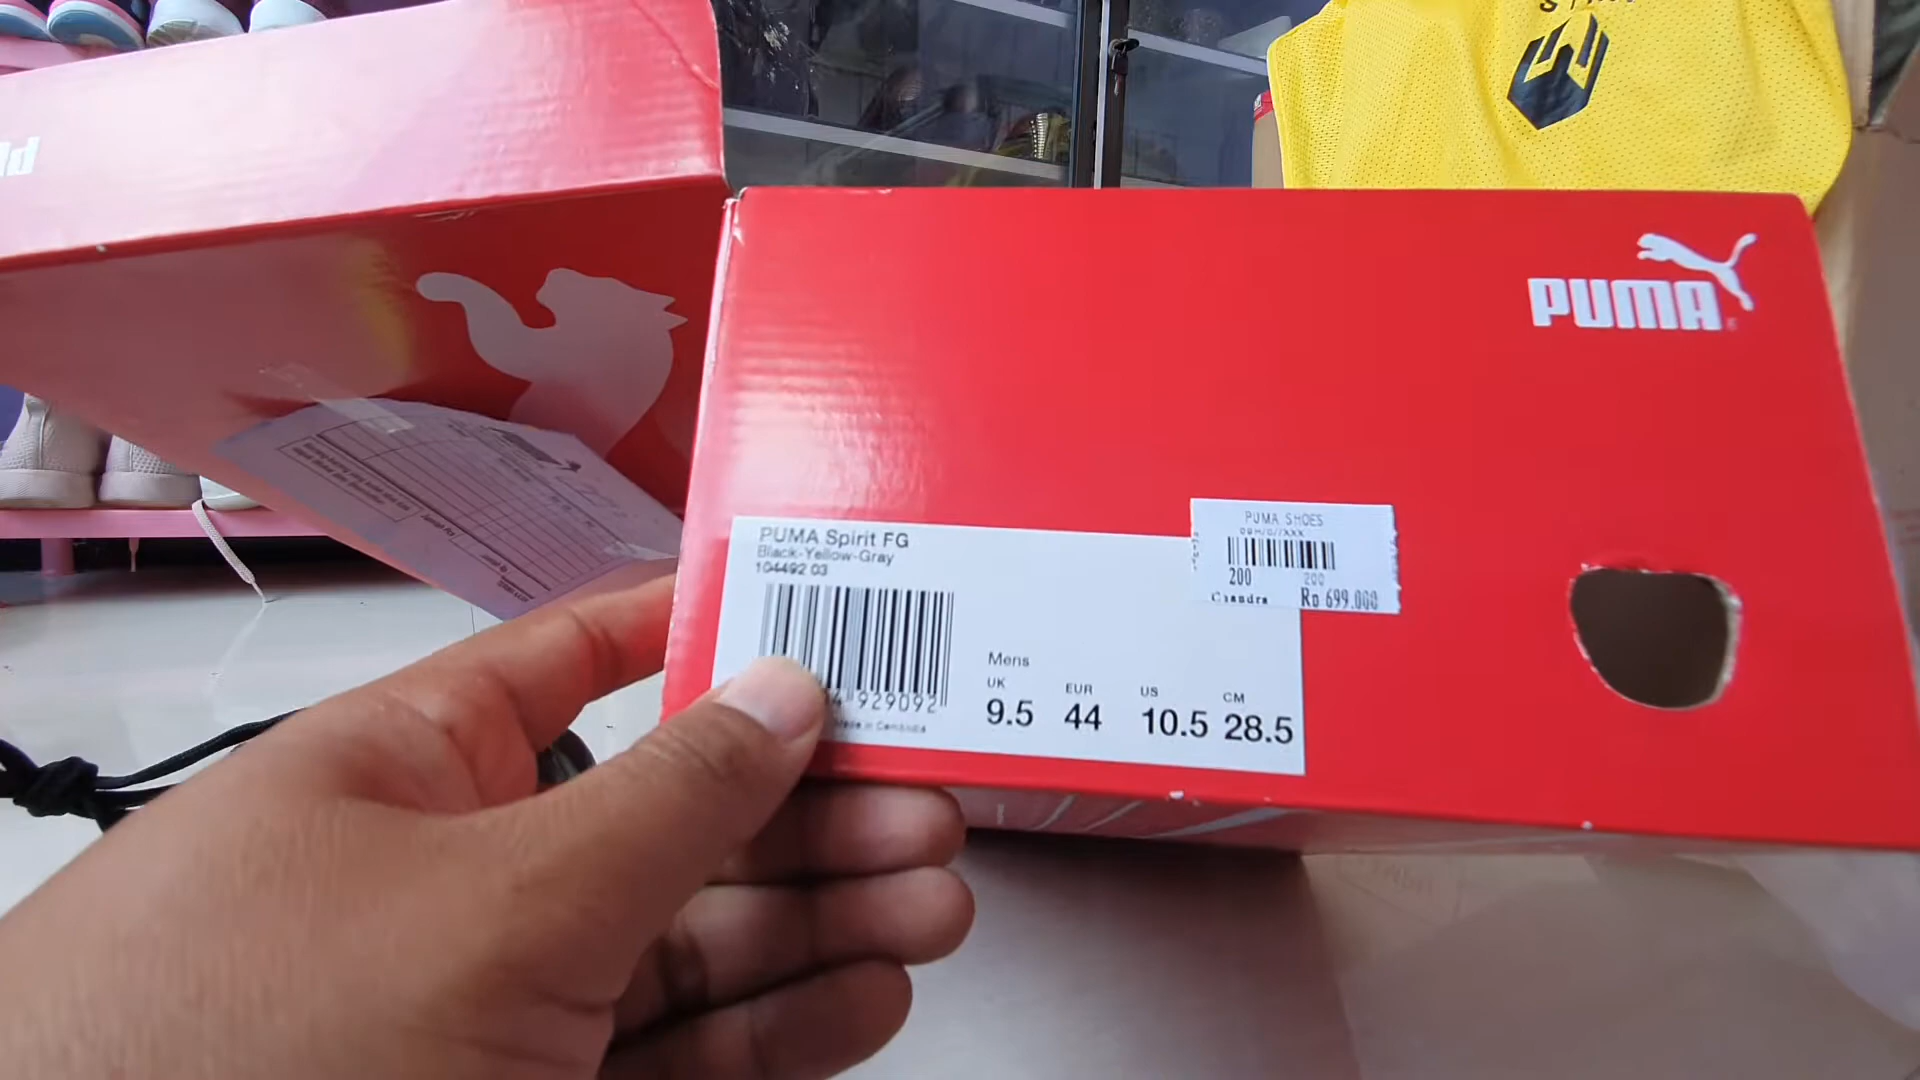 PUMA
PUMA SHOES
200
200
Rp 699.000
PUMA Spirit FG
Black-Yellow-Gray
104492 03
4 929092
Made in Cambodia
Mens
UK EUR US CM
9.5 44 10.5 28.5